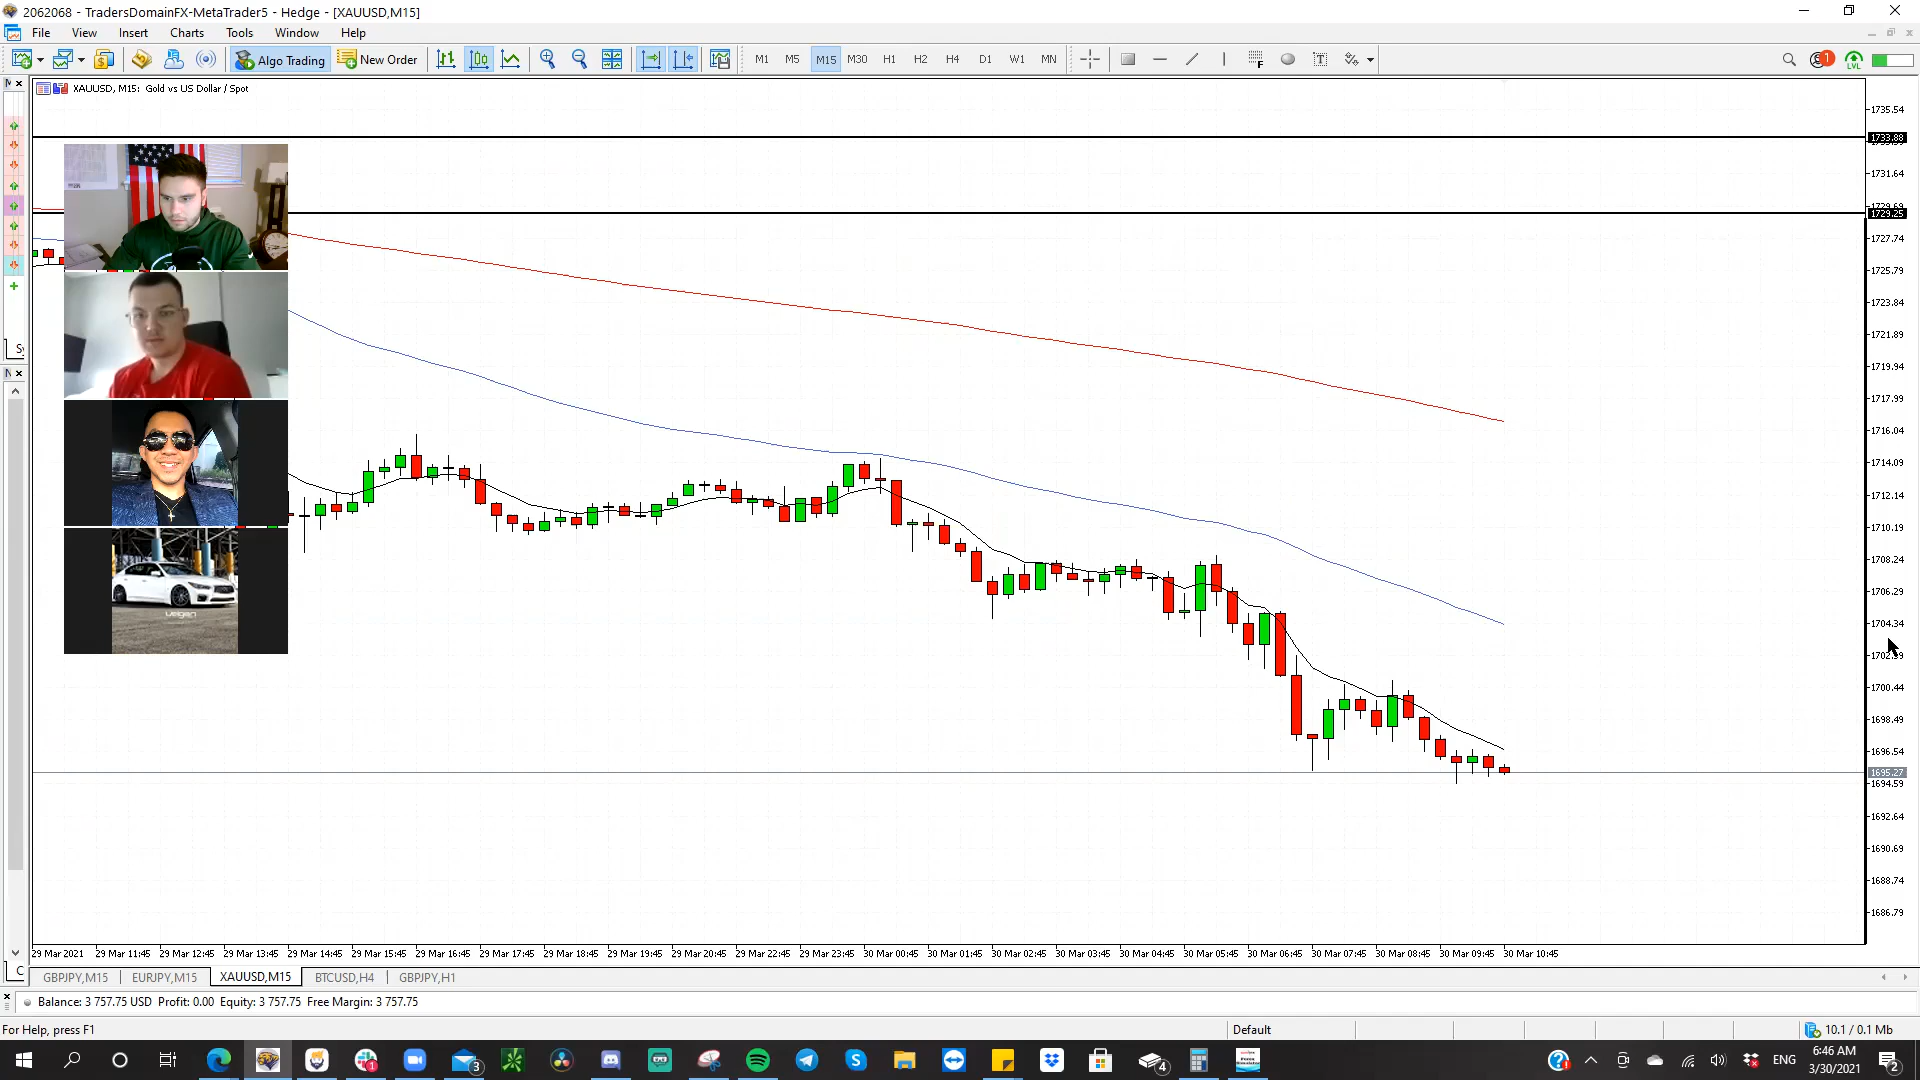 2062068 - TradersDomainFX-MetaTrader5 - Hedge - [XAUUSD,M15]
File View Insert Charts Tools Window Help
Algo Trading New Order M1 M5 M15 M30 H1 H2 H4 D1 W1 MN
XAUUSD, M15: Gold vs US Dollar / Spot
1735.54
1733.88
1731.64
1729.25
1727.74
1725.79
1723.84
1721.89
1719.94
1717.99
1716.04
1714.09
1712.14
1710.19
1708.24
1706.29
1704.34
1700.44
1698.49
1696.54
1695.27
1694.59
1692.64
1690.69
1688.74
1686.79
29 Mar 2021 29 Mar 11:45 29 Mar 12:45 29 Mar 13:45 29 Mar 14:45 29 Mar 15:45 29 Mar 16:45 29 Mar 17:45 29 Mar 18:45 29 Mar 19:45 29 Mar 20:45 29 Mar 21:45 29 Mar 23:45 30 Mar 00:45 30 Mar 01:45 30 Mar 02:45 30 Mar 03:45 30 Mar 04:45 30 Mar 05:45 30 Mar 06:45 30 Mar 07:45 30 Mar 08:45 30 Mar 09:45 30 Mar 10:45
GBPJPY,M15 EURJPY,M15 XAUUSD,M15 BTCUSD,H4 GBPJPY,H1
Balance: 3 757.75 USD Profit: 0.00 Equity: 3 757.75 Free Margin: 3 757.75
For Help, press F1 Default 10.1 / 0.1 Mb
ENG
6:46 AM
3/30/2021